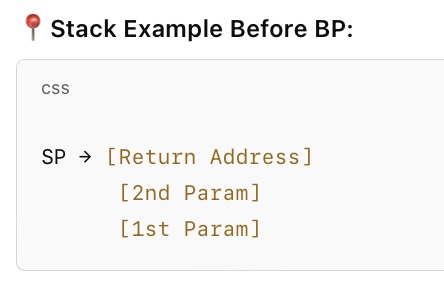 📍 Stack Example Before BP:
css
SP → [Return Address]
[2nd Param]
[1st Param]